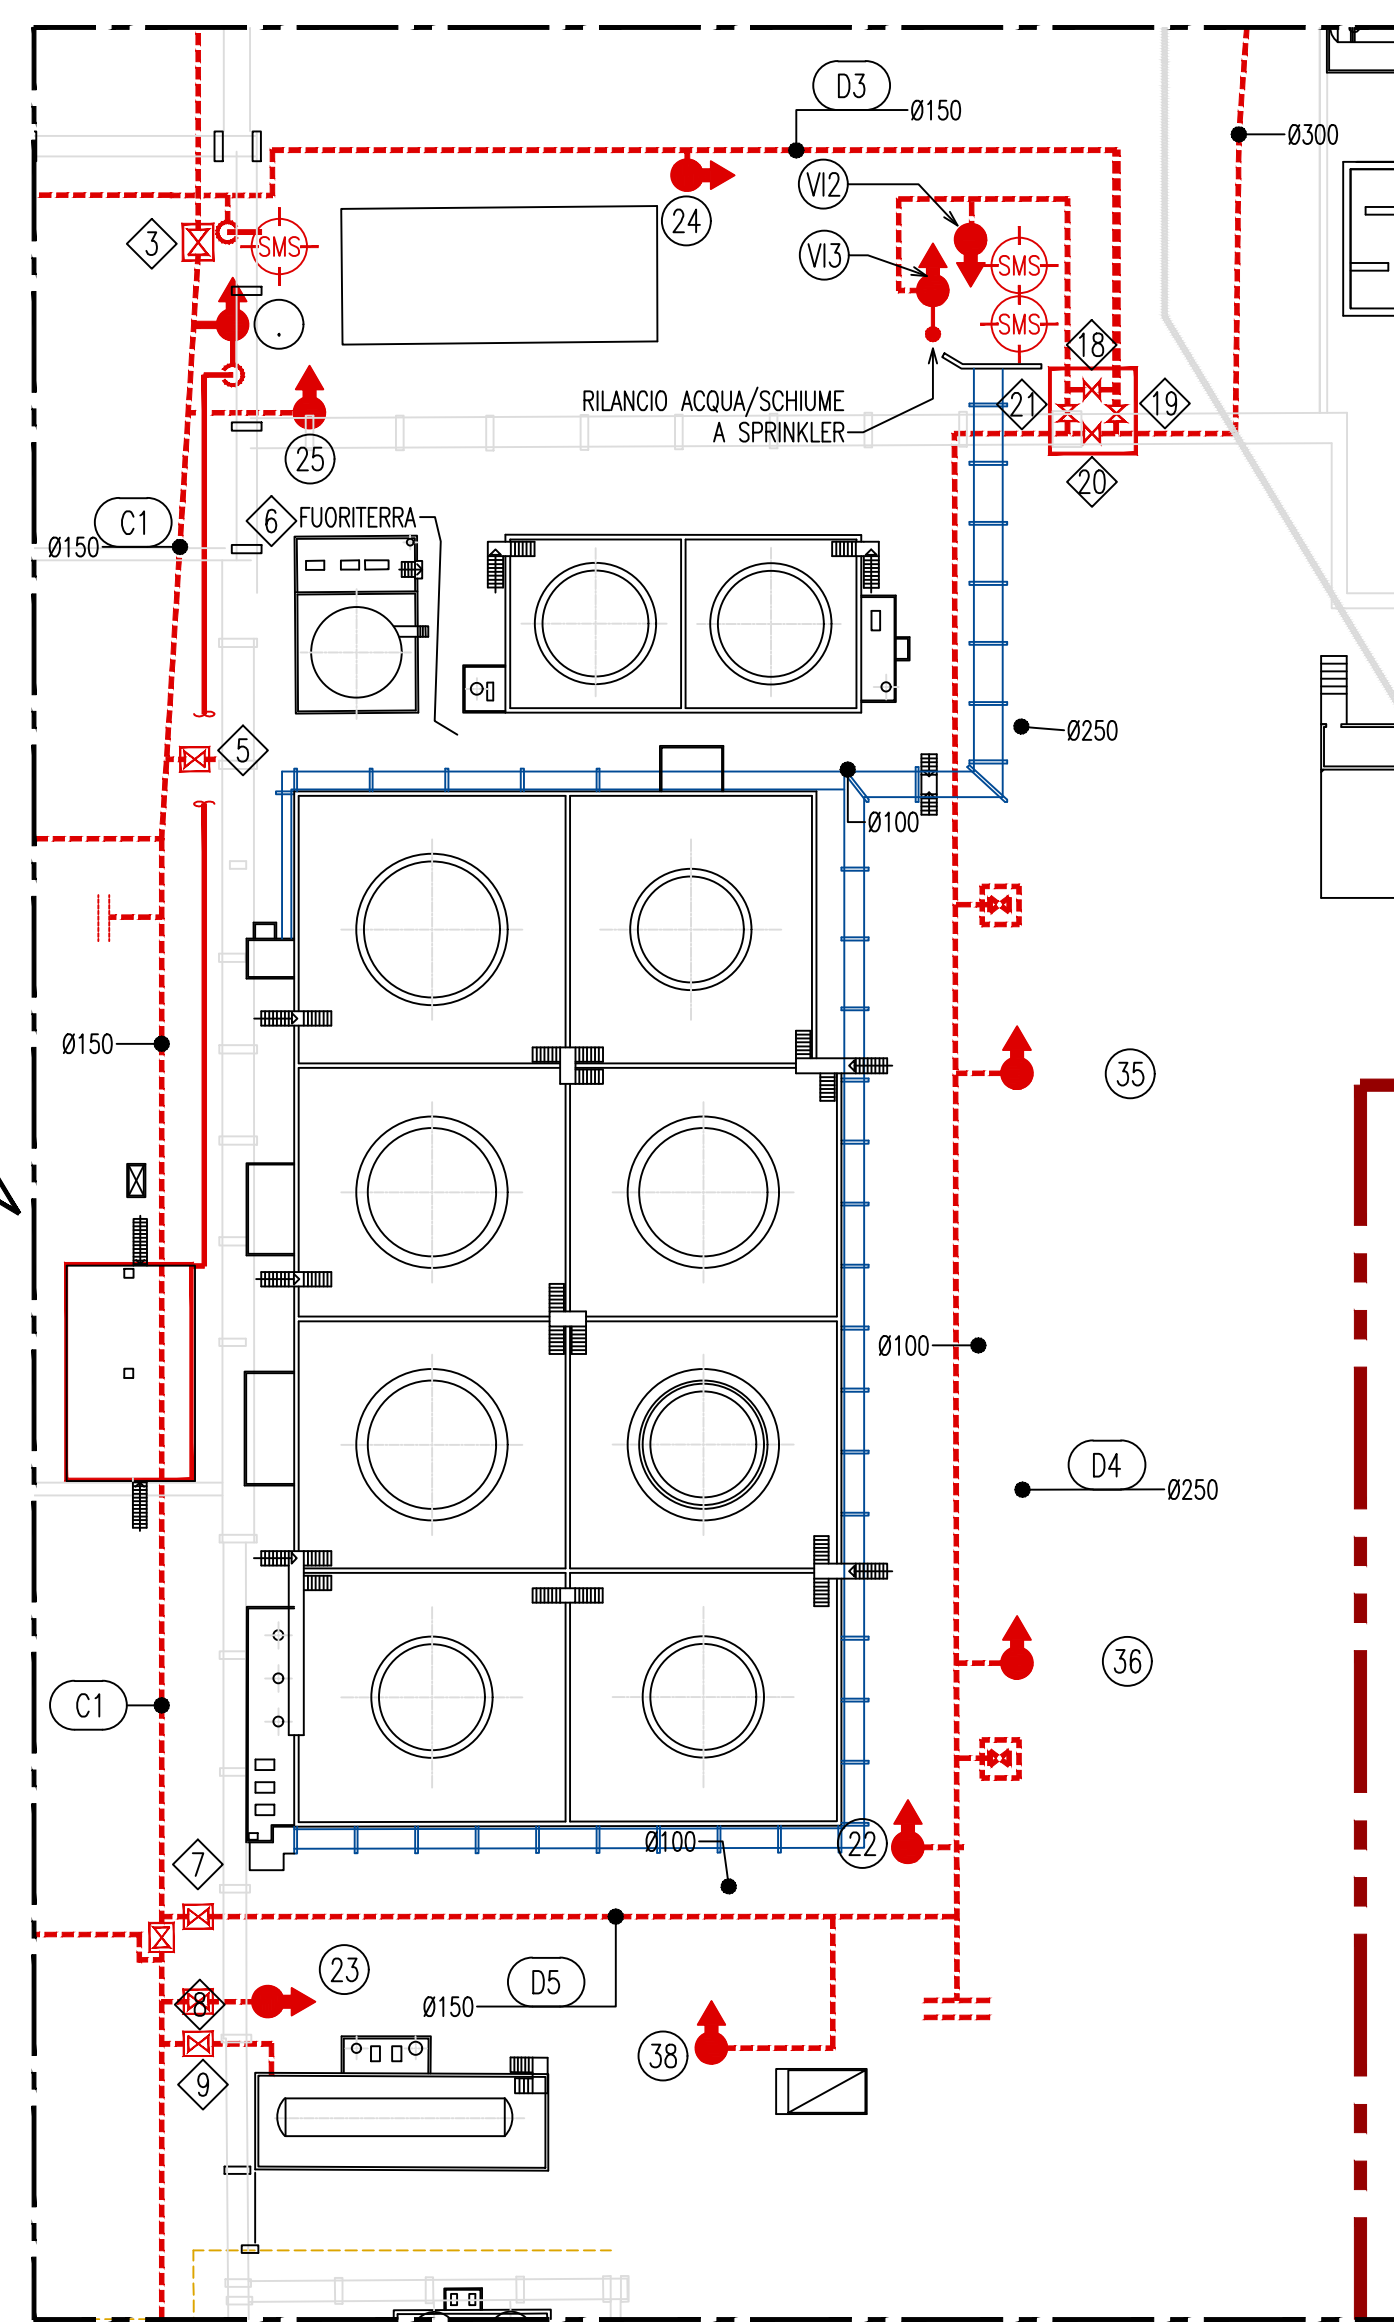 D3
Ø150
Ø300
VI2
3
SMS
24
VI3
SMS
SMS
18
RILANCIO ACQUA/SCHIUME
A SPRINKLER
21
19
25
20
C1
6
FUORITERRA
Ø150
5
Ø250
Ø100
Ø150
35
Ø100
D4
Ø250
36
C1
7
Ø100
22
23
D5
8
Ø150
38
9